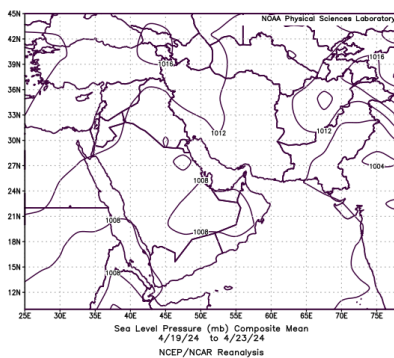 NOAA Physical Sciences Laboratory
45N
42N
39N
36N
33N
30N
27N
24N
21N
18N
15N
12N
1016
1016
1012
1012
1004
1008
1008
1008
1008
25E 30E 35E 40E 45E 50E 55E 60E 65E 70E 75E
Sea Level Pressure (mb) Composite Mean
4/19/24 to 4/23/24
NCEP/NCAR Reanalysis